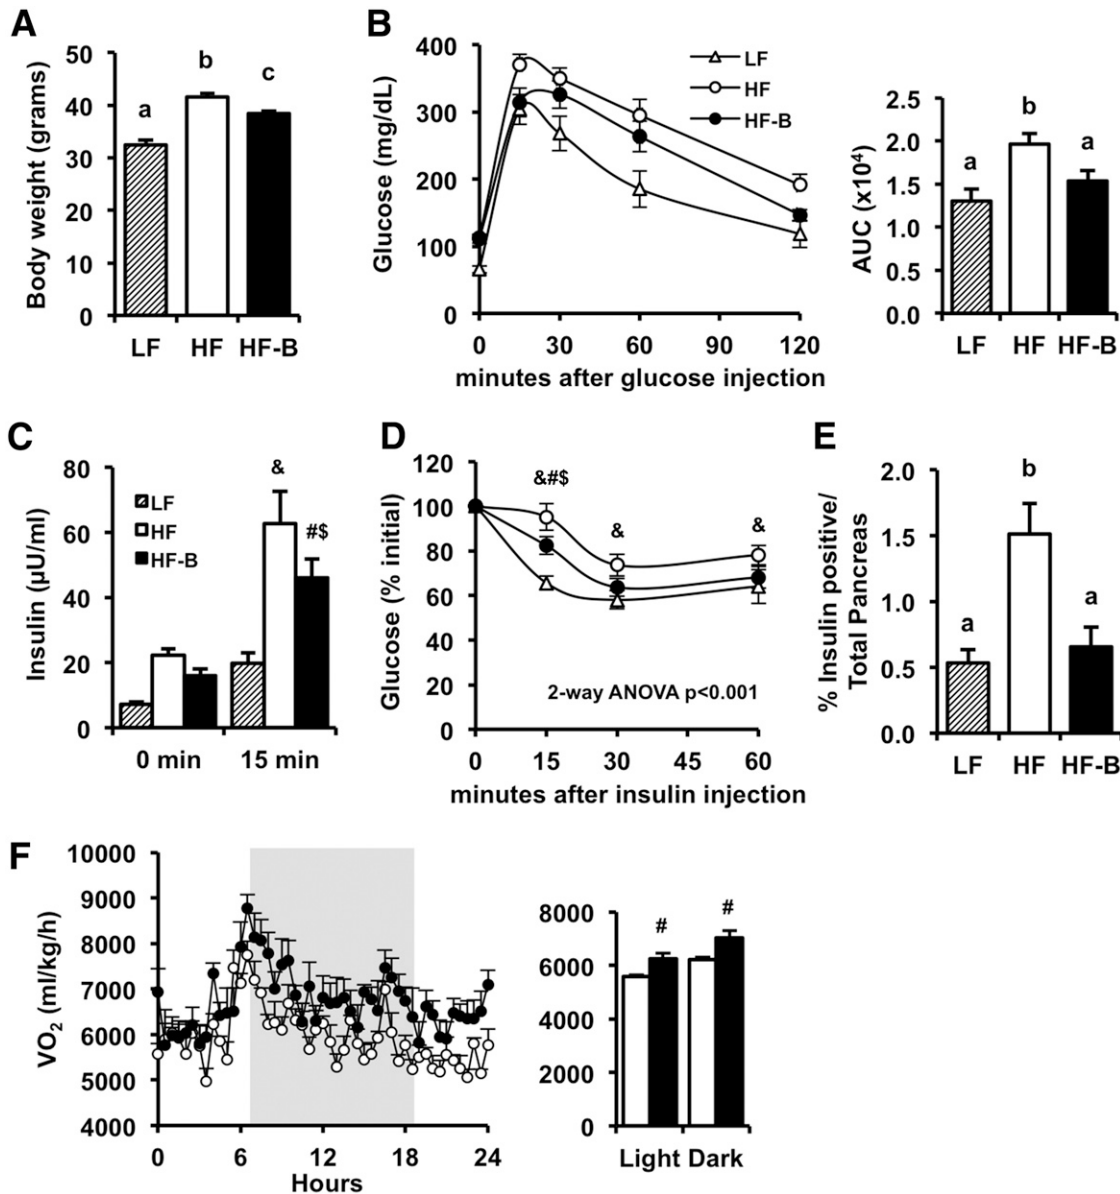 A
Body weight (grams)
50
40
30
20
10
0
a
b
c
LF HF HF-B
B
Glucose (mg/dL)
400
300
200
100
0
LF
HF
HF-B
0 30 60 90 120
minutes after glucose injection
AUC (x10⁴)
2.5
2.0
1.5
1.0
0.5
0.0
a
b
a
LF HF HF-B
C
Insulin (µU/ml)
80
60
40
20
0
LF
HF
HF-B
&
#$
0 min 15 min
D
Glucose (% initial)
120
100
80
60
40
20
0
&#$
&
&
2-way ANOVA p<0.001
0 15 30 45 60
minutes after insulin injection
E
% Insulin positive/
Total Pancreas
2.0
1.5
1.0
0.5
0.0
a
b
a
LF HF HF-B
F
VO₂ (ml/kg/h)
10000
9000
8000
7000
6000
5000
4000
0 6 12 18 24
Hours
8000
6000
4000
2000
0
#
#
Light Dark